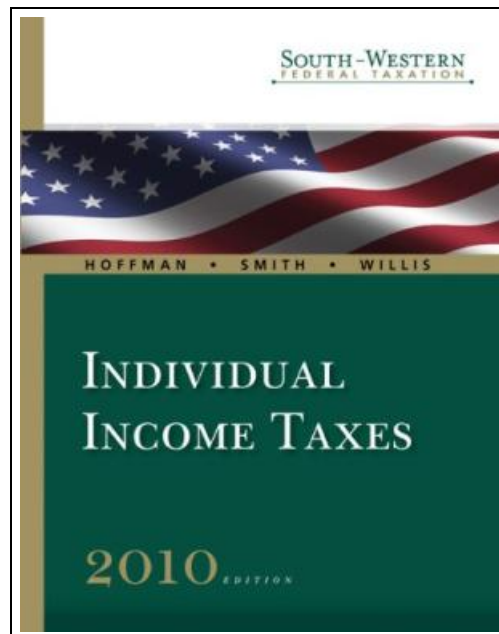 SOUTH-WESTERN
FEDERAL TAXATION
HOFFMAN • SMITH • WILLIS
INDIVIDUAL
INCOME TAXES
2010 EDITION